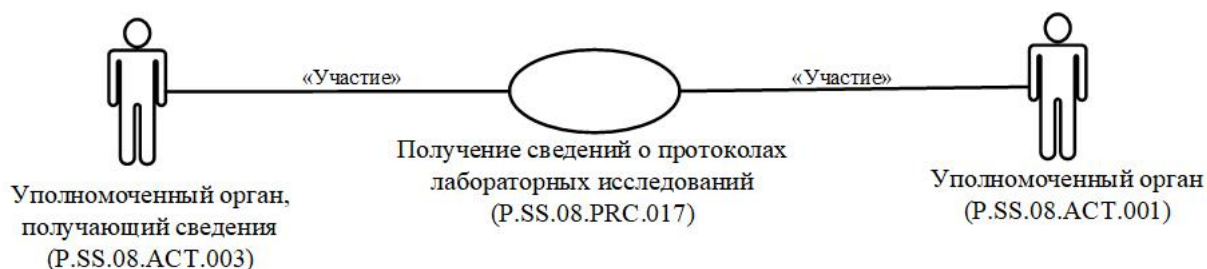 «Участие»
«Участие»
Уполномоченный орган,
получающий сведения
(P.SS.08.ACT.003)
Получение сведений о протоколах
лабораторных исследований
(P.SS.08.PRC.017)
Уполномоченный орган
(P.SS.08.ACT.001)